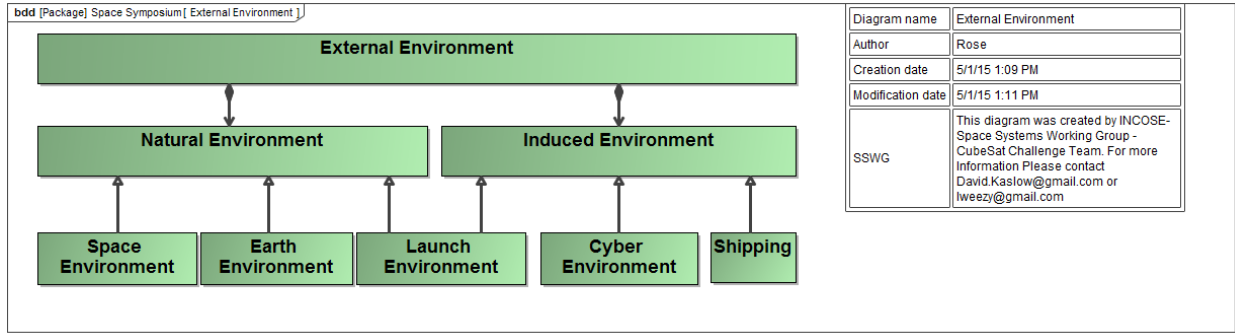 bdd [Package] Space Symposium [ External Environment ]
External Environment
Natural Environment
Induced Environment
Space
Environment
Earth
Environment
Launch
Environment
Cyber
Environment
Shipping
Diagram name External Environment
Author Rose
Creation date 5/1/15 1:09 PM
Modification date 5/1/15 1:11 PM
SSWG
This diagram was created by INCOSE-
Space Systems Working Group -
CubeSat Challenge Team. For more
Information Please contact
David.Kaslow@gmail.com or
lweezy@gmail.com